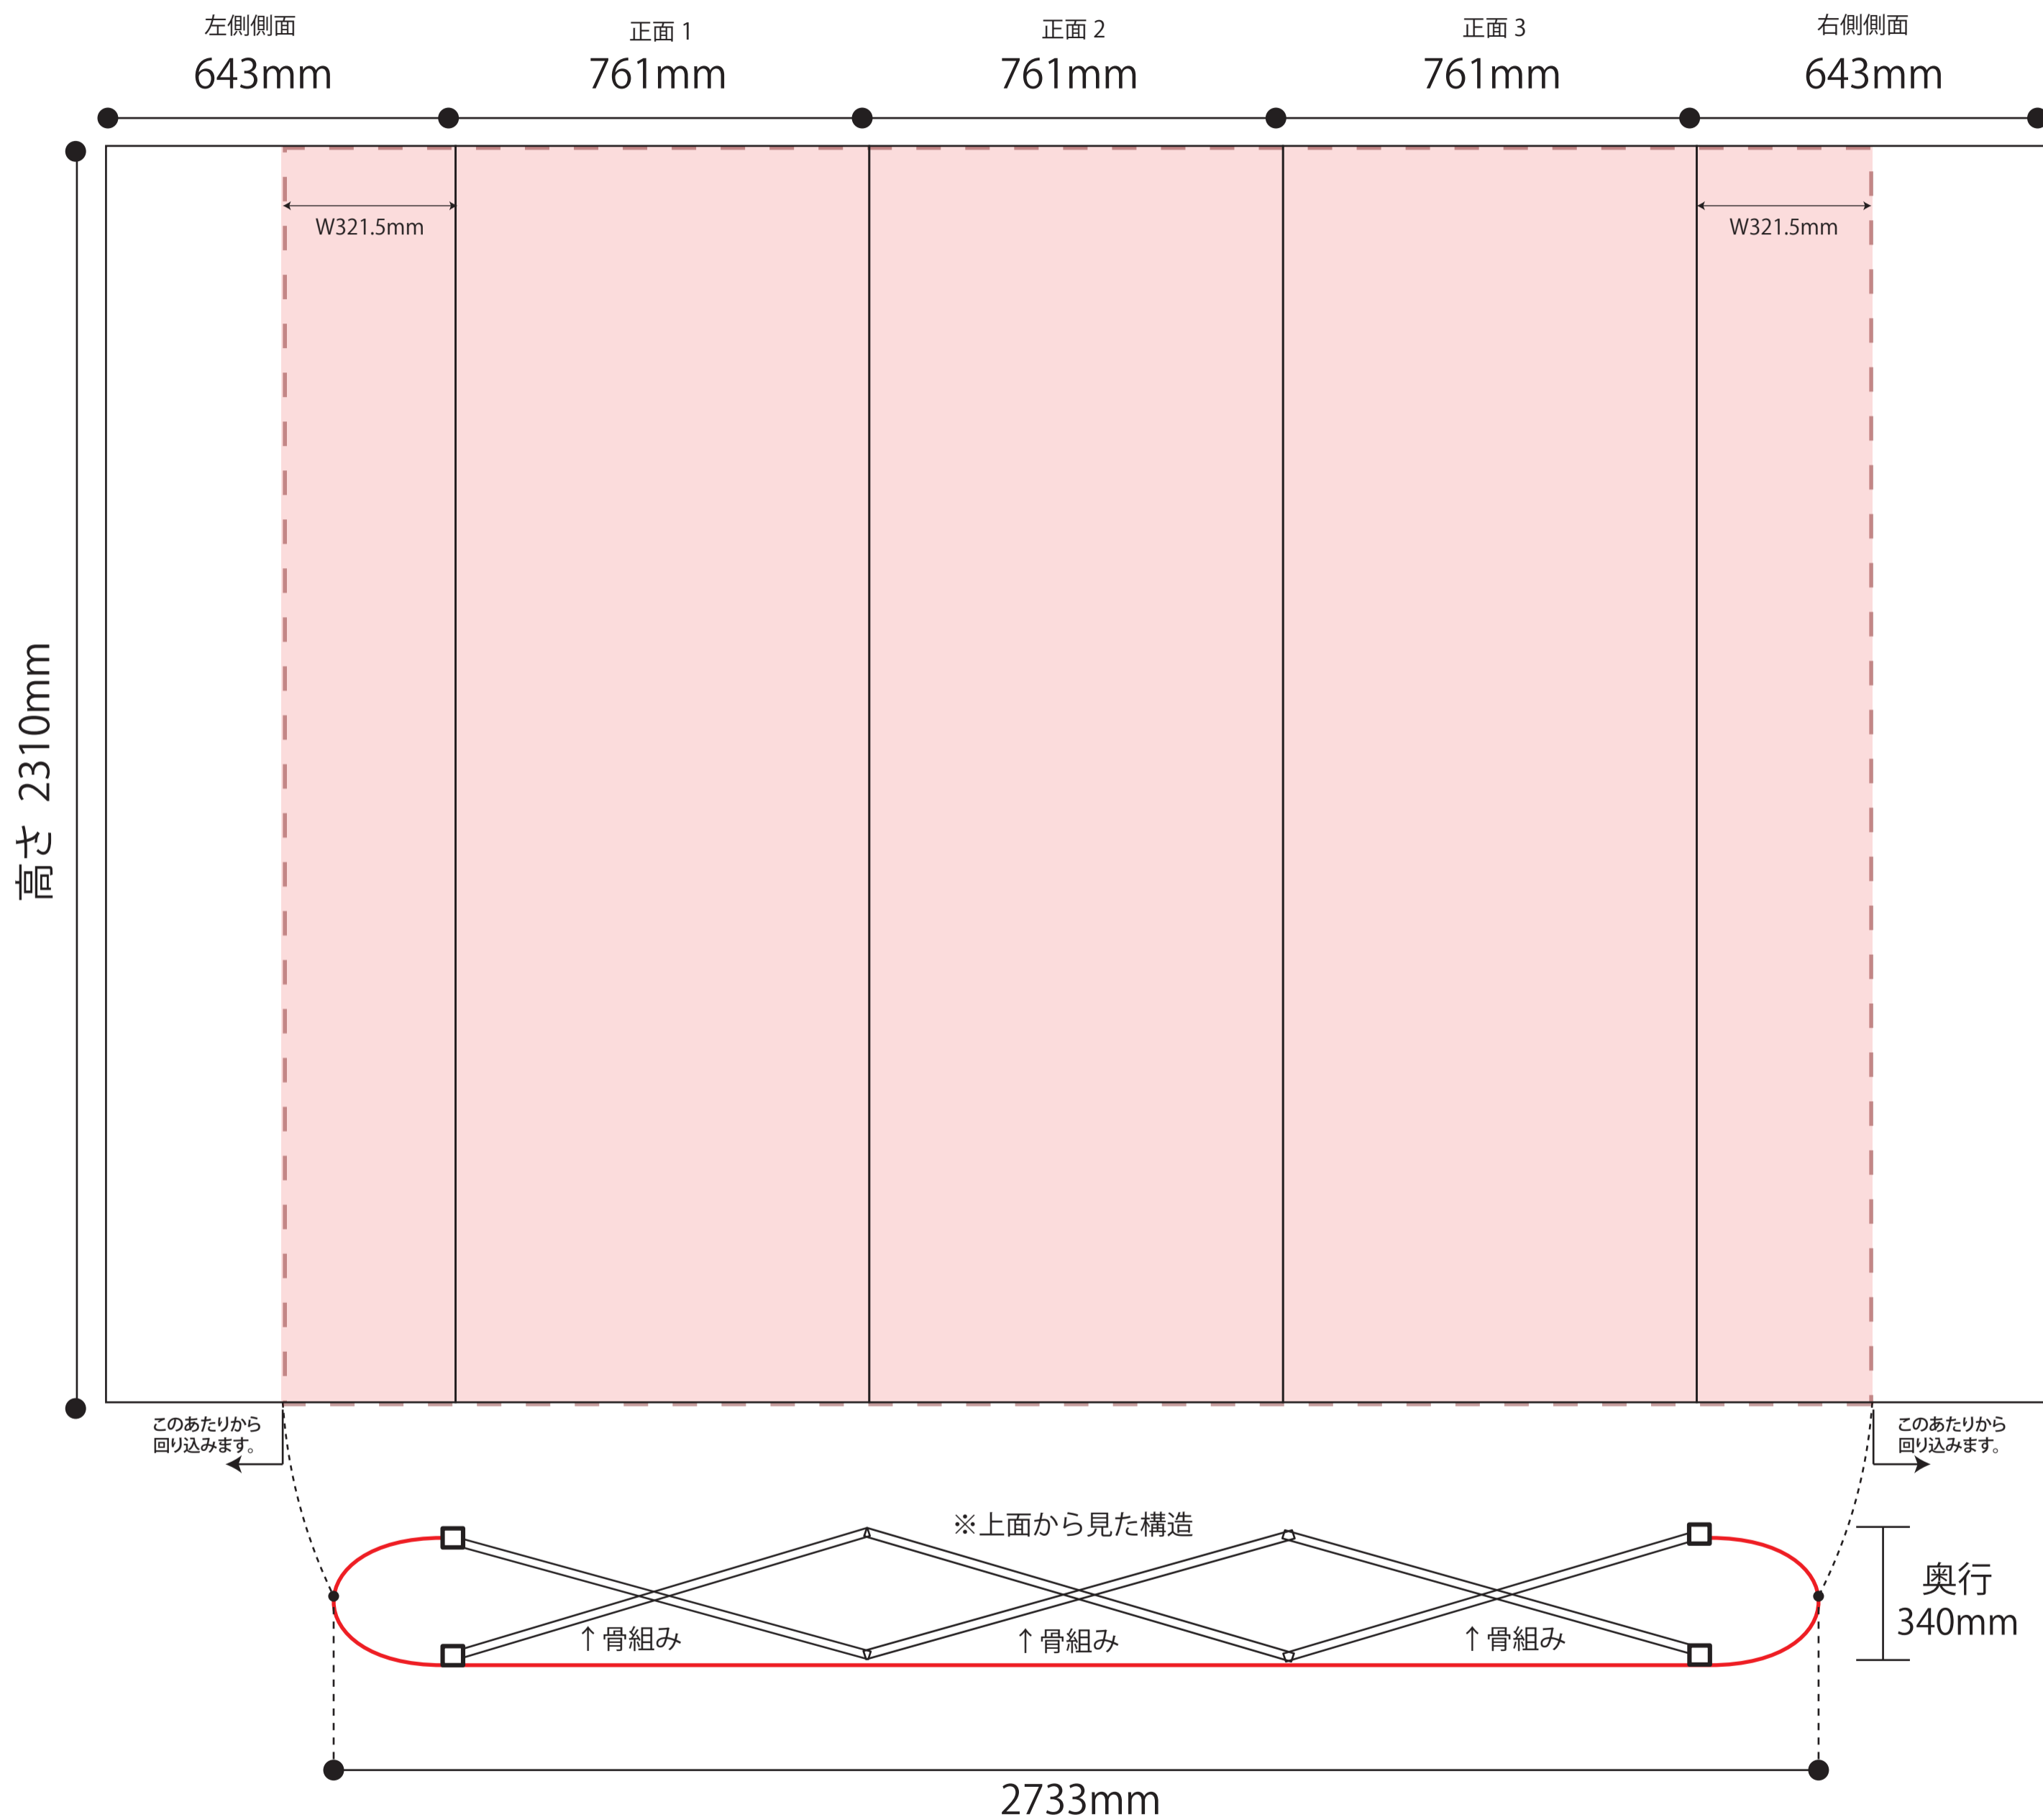 左側側面
正面 1
正面 2
正面 3
右側側面
643mm
761mm
761mm
761mm
643mm
W321.5mm
W321.5mm
高さ 2310mm
このあたりから
回り込みます。
このあたりから
回り込みます。
※上面から見た構造
↑骨組み
↑骨組み
↑骨組み
奥行
340mm
2733mm